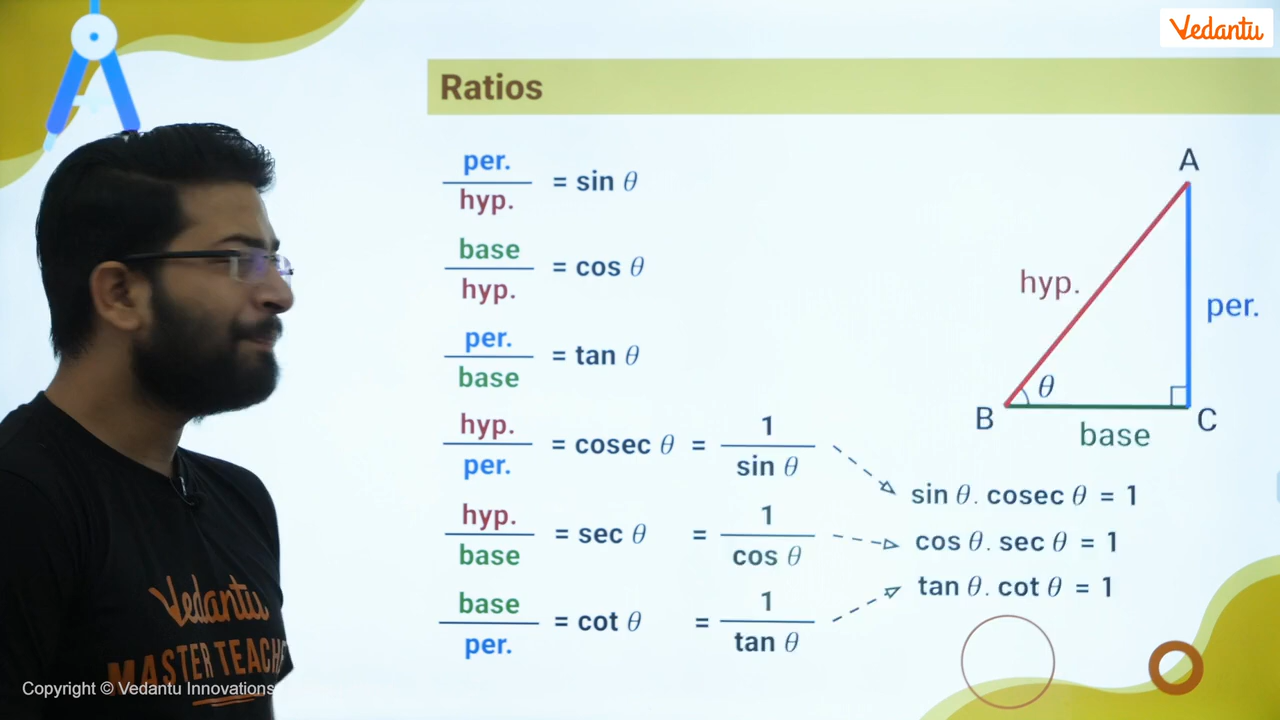 Vedantu
Ratios
per.
hyp.
= sin θ
base
hyp.
= cos θ
per.
base
= tan θ
hyp.
per.
= cosec θ =
1
sin θ
hyp.
base
= sec θ =
1
cos θ
base
per.
= cot θ =
1
tan θ
A
hyp.
per.
θ
B
C
base
sin θ. cosec θ = 1
cos θ. sec θ = 1
tan θ. cot θ = 1
Vedantu
MASTER TEACHE
Copyright © Vedantu Innovations